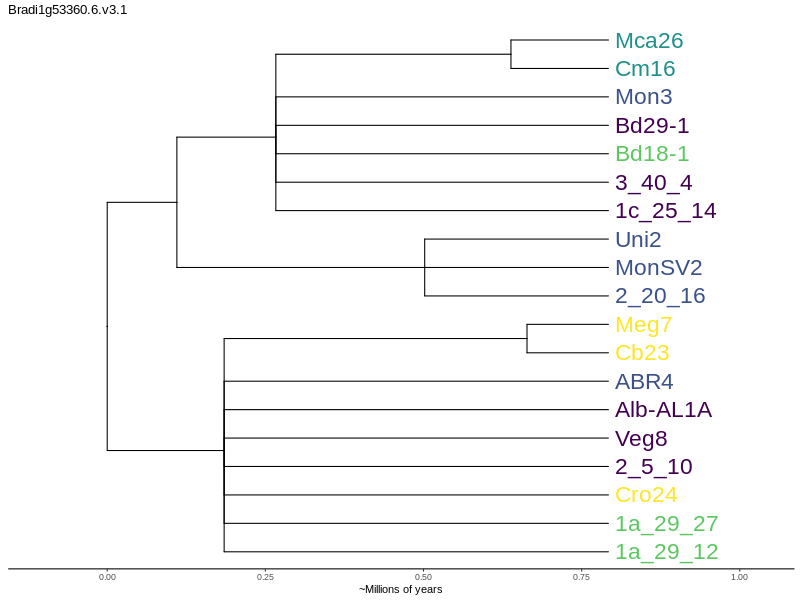 Bradi1g53360.6.v3.1
Mca26
Cm16
Mon3
Bd29-1
Bd18-1
3_40_4
1c_25_14
Uni2
MonSV2
2_20_16
Meg7
Cb23
ABR4
Alb-AL1A
Veg8
2_5_10
Cro24
1a_29_27
1a_29_12
0.00 0.25 0.50 0.75 1.00
~Millions of years